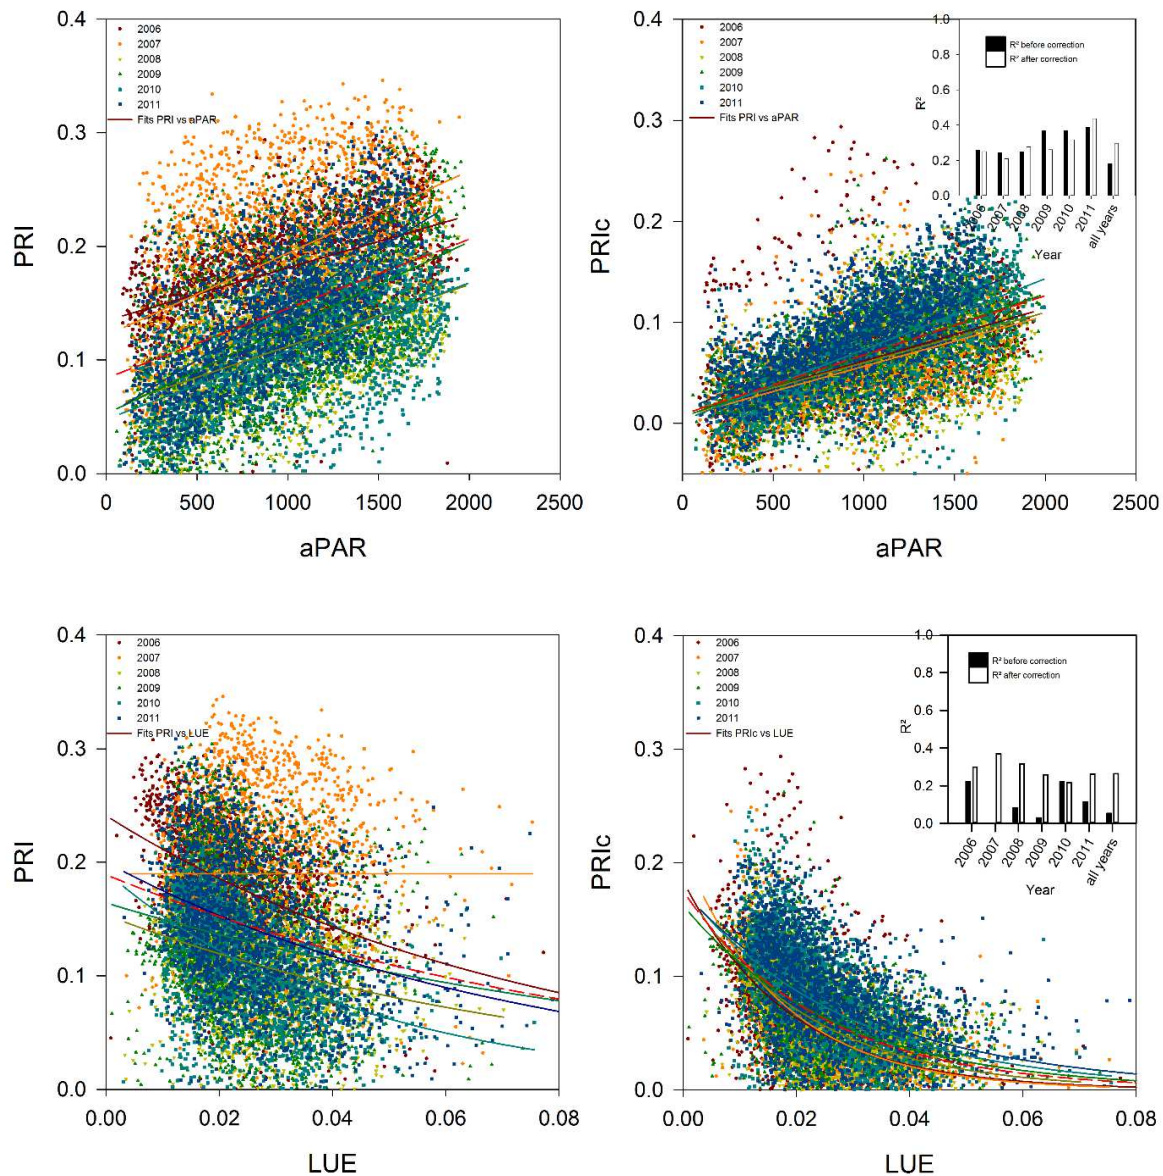 0.4
0.3
0.2
0.1
0.0
PRI
2006
2007
2008
2009
2010
2011
Fits PRI vs aPAR
0 500 1000 1500 2000 2500
aPAR
0.4
0.3
0.2
0.1
0.0
PRIc
2006
2007
2008
2009
2010
2011
Fits PRI vs aPAR
1.0
0.8
0.6
0.4
0.2
0.0
R²
R² before correction
R² after correction
2006 2007 2008 2009 2010 2011 all years
Year
0 500 1000 1500 2000 2500
aPAR
0.4
0.3
0.2
0.1
0.0
PRI
2006
2007
2008
2009
2010
2011
Fits PRI vs LUE
0.00 0.02 0.04 0.06 0.08
LUE
0.4
0.3
0.2
0.1
0.0
PRIc
2006
2007
2008
2009
2010
2011
Fits PRIc vs LUE
1.0
0.8
0.6
0.4
0.2
0.0
R²
R² before correction
R² after correction
2006 2007 2008 2009 2010 2011 all years
Year
0.00 0.02 0.04 0.06 0.08
LUE